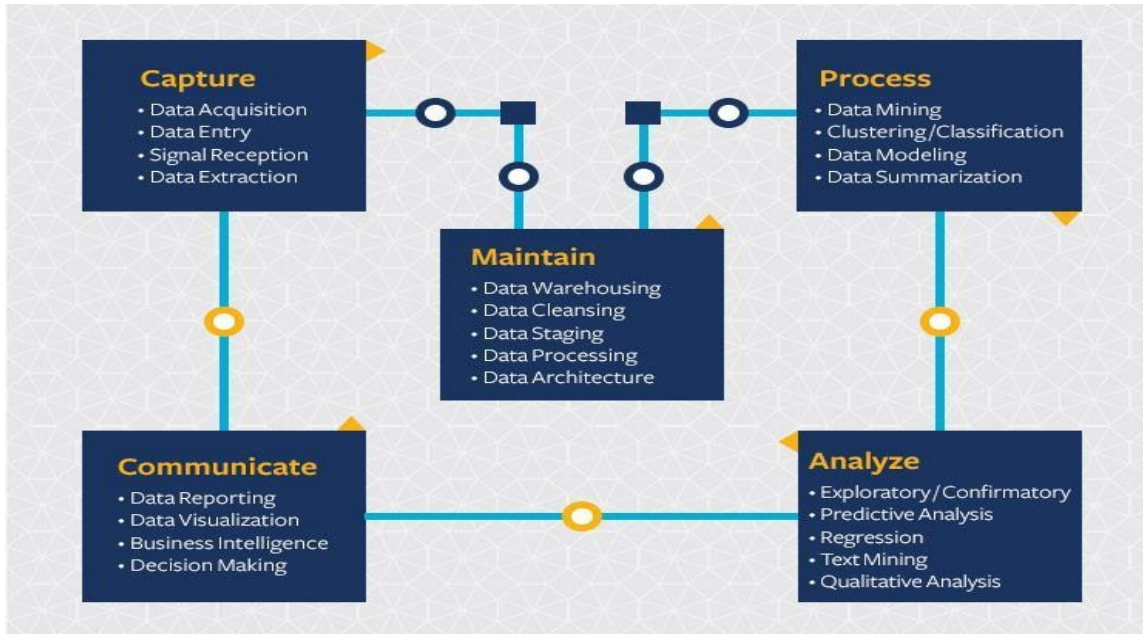 Capture
• Data Acquisition
• Data Entry
• Signal Reception
• Data Extraction
Maintain
• Data Warehousing
• Data Cleansing
• Data Staging
• Data Processing
• Data Architecture
Process
• Data Mining
• Clustering/Classification
• Data Modeling
• Data Summarization
Analyze
• Exploratory/Confirmatory
• Predictive Analysis
• Regression
• Text Mining
• Qualitative Analysis
Communicate
• Data Reporting
• Data Visualization
• Business Intelligence
• Decision Making